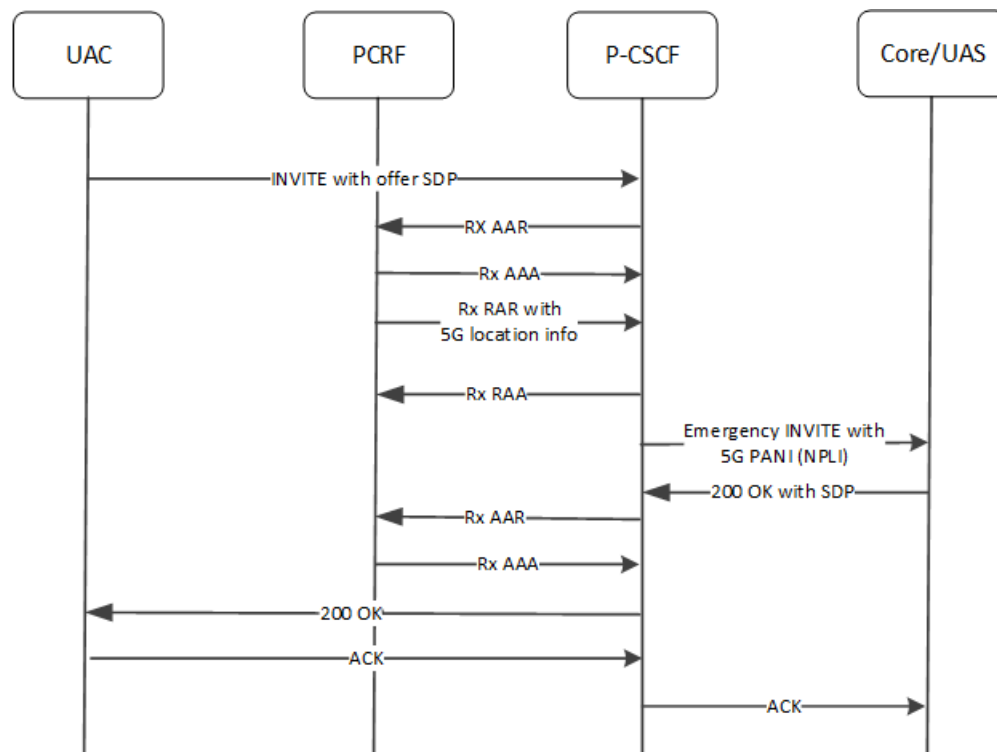 UAC
PCRF
P-CSCF
Core/UAS
INVITE with offer SDP
RX AAR
Rx AAA
Rx RAR with
5G location info
Rx RAA
Emergency INVITE with
5G PANI (NPLI)
200 OK with SDP
Rx AAR
Rx AAA
200 OK
ACK
ACK